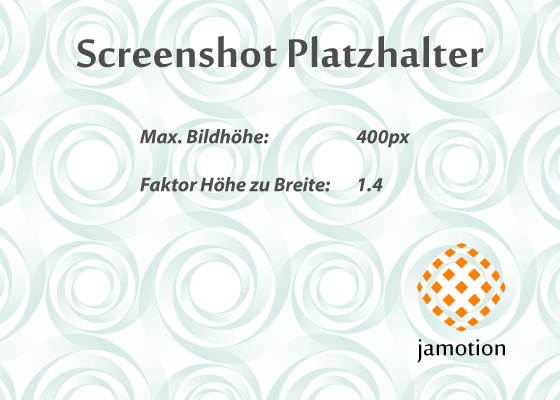 Screenshot Platzhalter
Max. Bildhöhe: 400px
Faktor Höhe zu Breite: 1.4
jamotion